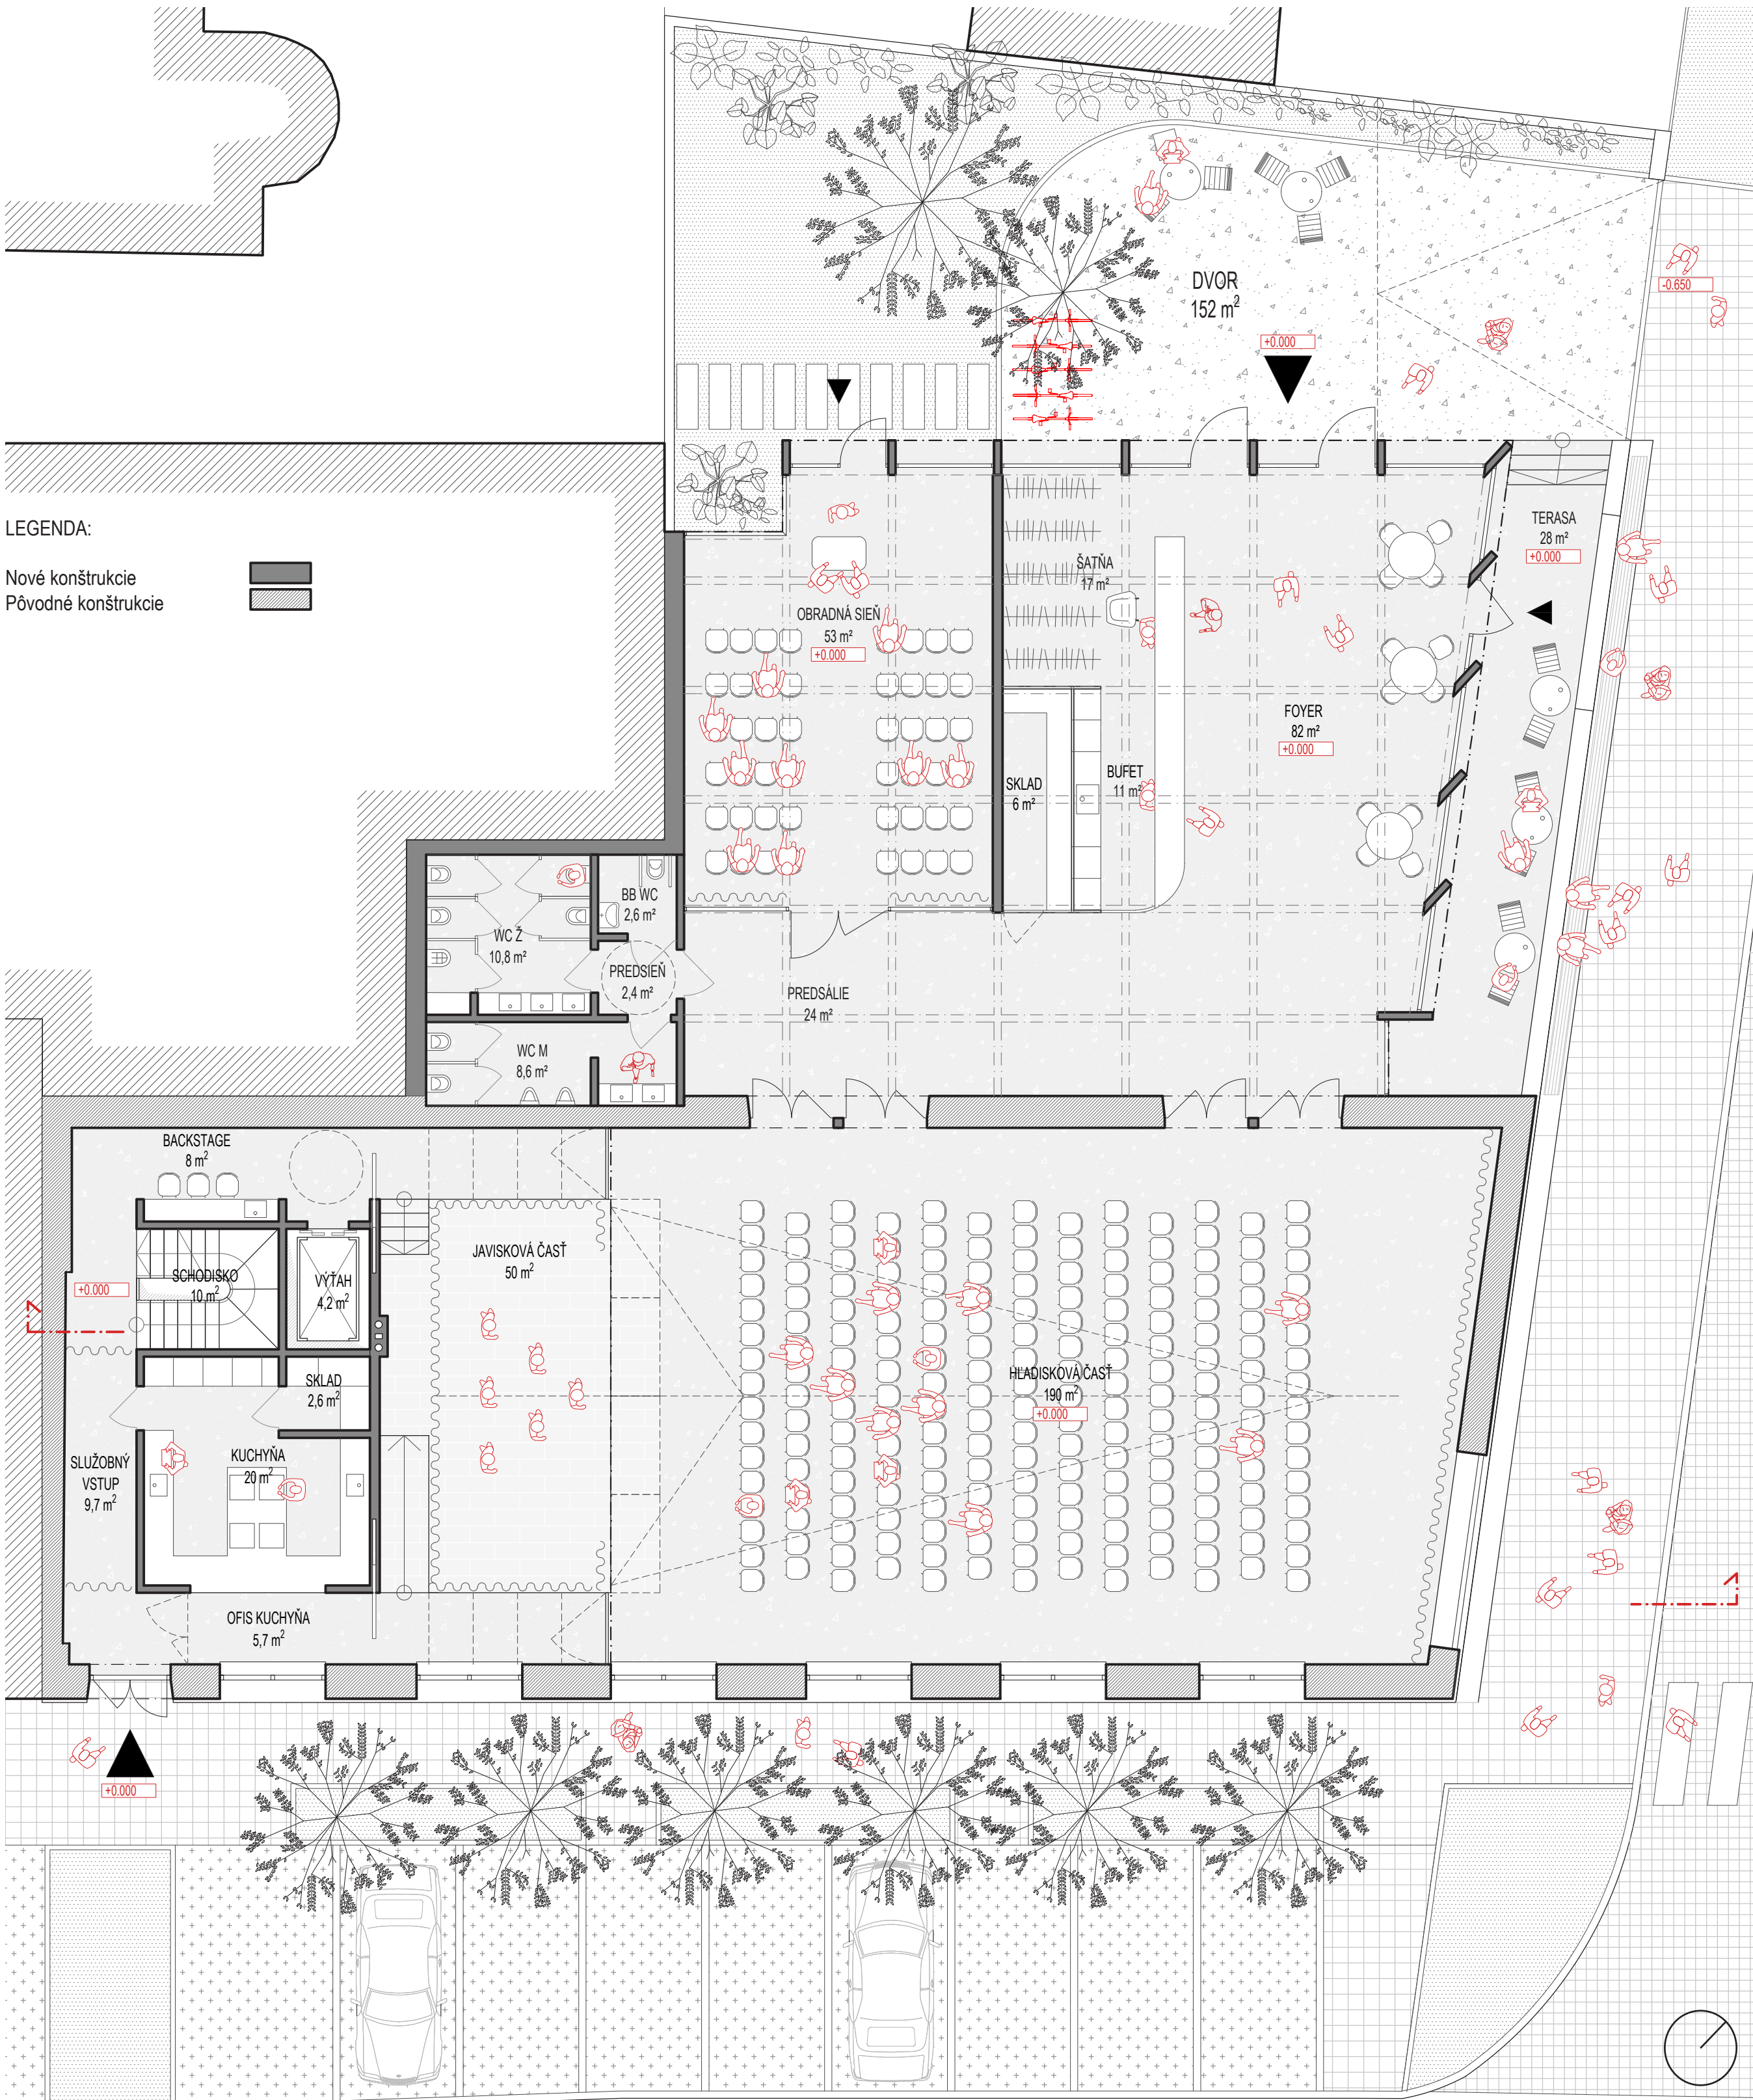 DVOR
152 m²
-0.650
+0.000
LEGENDA:
Nové konštrukcie
Pôvodné konštrukcie
TERASA
28 m²
+0.000
ŠATŇA
17 m²
OBRADNÁ SIEŇ
53 m²
+0.000
FOYER
82 m²
+0.000
SKLAD
6 m²
BUFET
11 m²
BB WC
2,6 m²
WC Ž
10,8 m²
PREDSIEŇ
2,4 m²
PREDSÁLIE
24 m²
WC M
8,6 m²
BACKSTAGE
8 m²
JAVISKOVÁ ČASŤ
50 m²
SCHODISKO
10 m²
VÝŤAH
4,2 m²
+0.000
SKLAD
2,6 m²
HĽADISKOVÁ ČASŤ
190 m²
+0.000
SLUŽOBNÝ
VSTUP
9,7 m²
KUCHYŇA
20 m²
OFIS KUCHYŇA
5,7 m²
+0.000